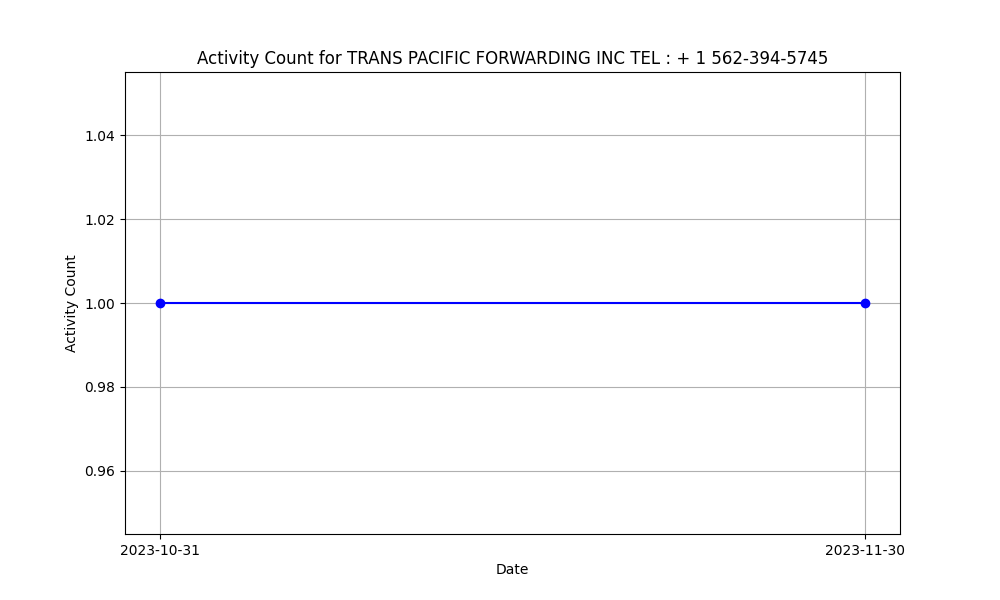 Activity Count for TRANS PACIFIC FORWARDING INC TEL : + 1 562-394-5745
1.04
1.02
1.00
0.98
0.96
Activity Count
2023-10-31
2023-11-30
Date